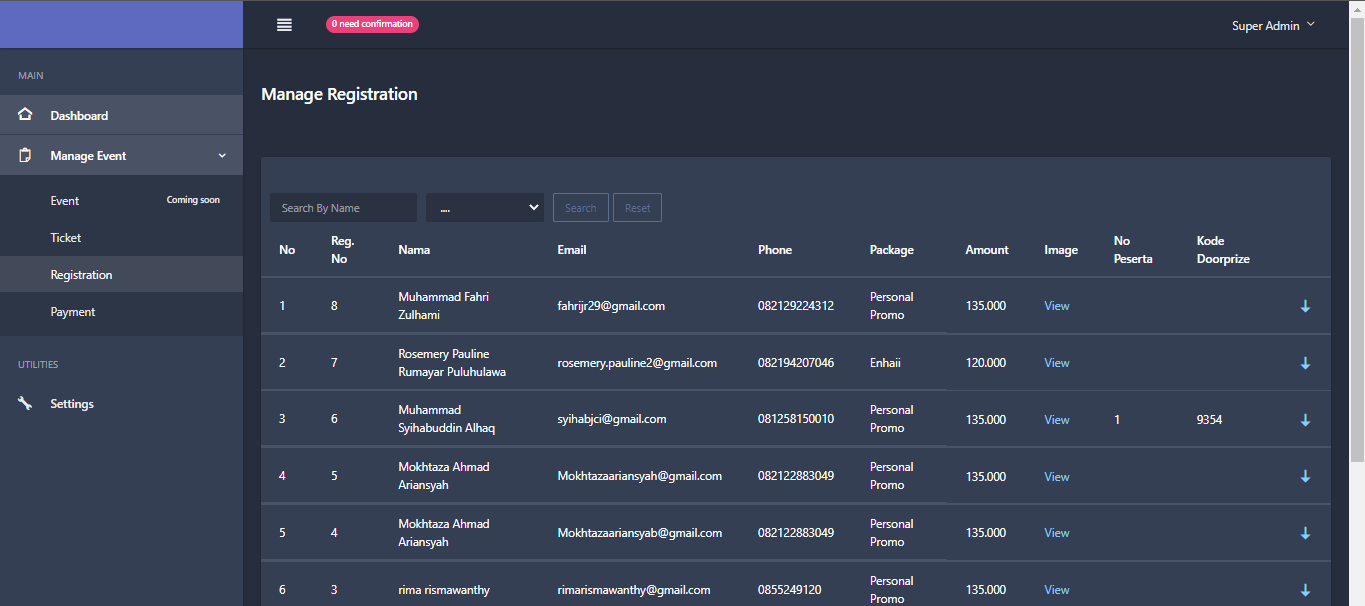 0 need confirmation
Super Admin
MAIN
Dashboard
Manage Event
Event Coming soon
Ticket
Registration
Payment
UTILITIES
Settings
Manage Registration
Search By Name .... Search Reset
No Reg. No Nama Email Phone Package Amount Image No Peserta Kode Doorprize
1 8 Muhammad Fahri Zulhami fahrijr29@gmail.com 082129224312 Personal Promo 135.000 View
2 7 Rosemery Pauline Rumayar Puluhulawa rosemery.pauline2@gmail.com 082194207046 Enhaii 120.000 View
3 6 Muhammad Syihabuddin Alhaq syihabjci@gmail.com 081258150010 Personal Promo 135.000 View 1 9354
4 5 Mokhtaza Ahmad Ariansyah Mokhtazaariansyah@gmail.com 082122883049 Personal Promo 135.000 View
5 4 Mokhtaza Ahmad Ariansyah Mokhtazaariansyab@gmail.com 082122883049 Personal Promo 135.000 View
6 3 rima rismawanthy rimarismawanthy@gmail.com 0855249120 Personal Promo 135.000 View